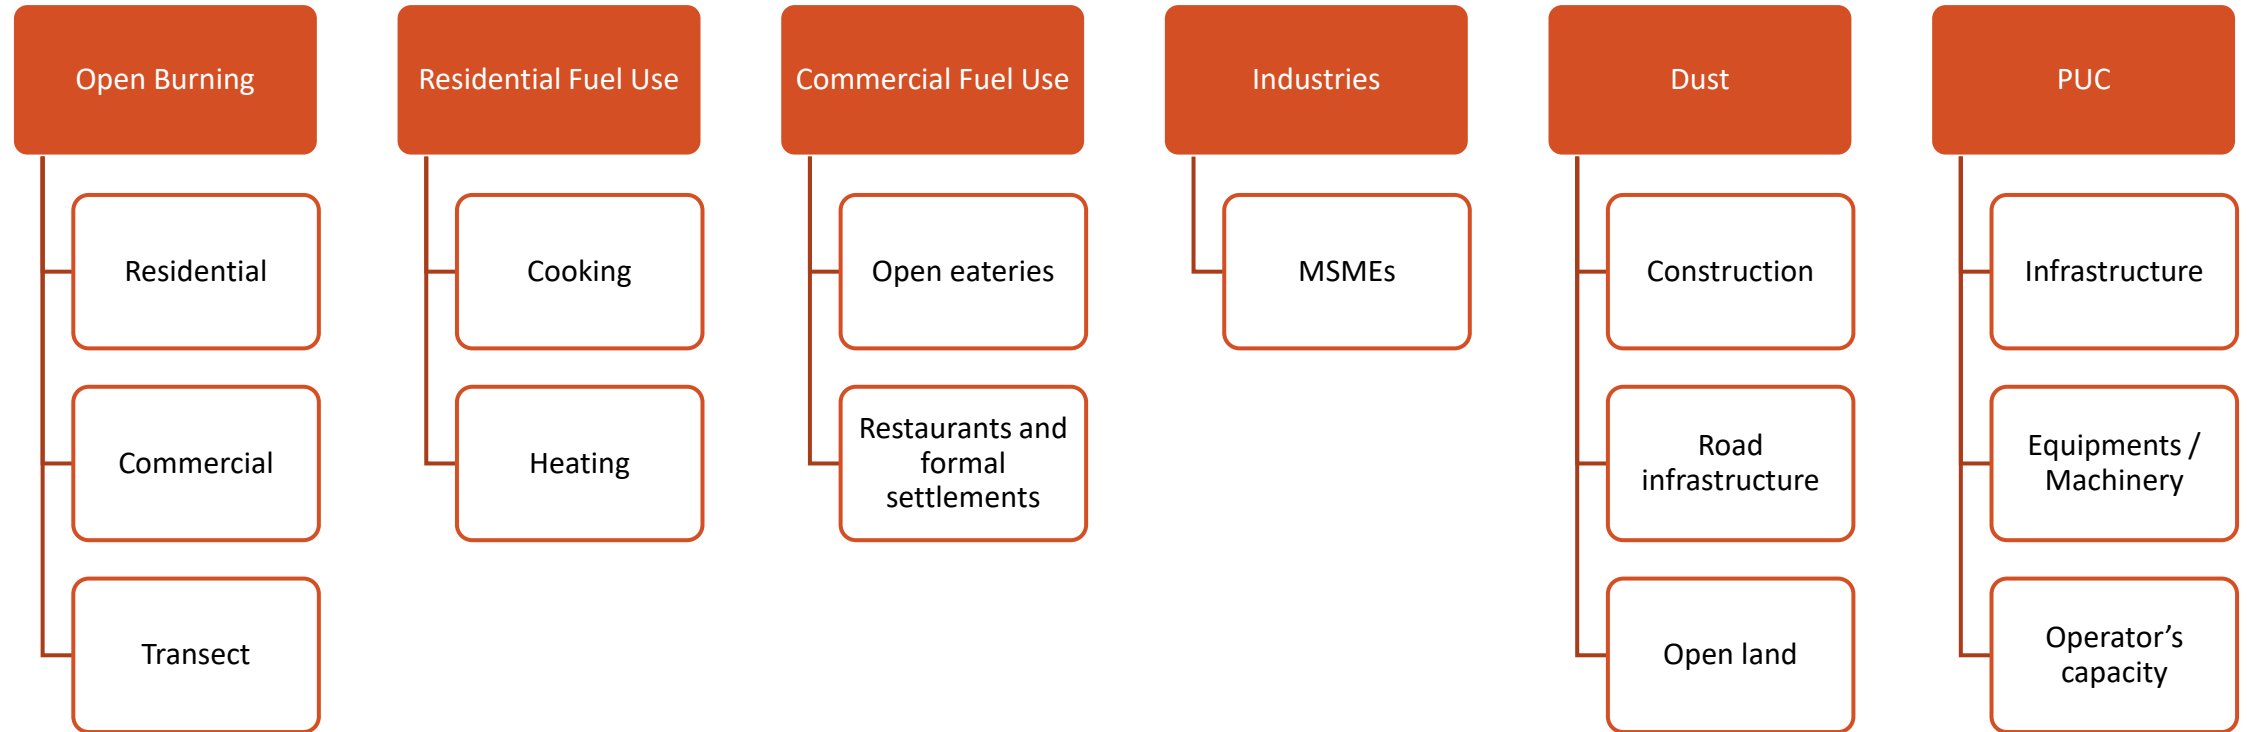 Open Burning
Residential
Commercial
Transect
Residential Fuel Use
Cooking
Heating
Commercial Fuel Use
Open eateries
Restaurants and
formal
settlements
Industries
MSMEs
Dust
Construction
Road
infrastructure
Open land
PUC
Infrastructure
Equipments /
Machinery
Operator’s
capacity